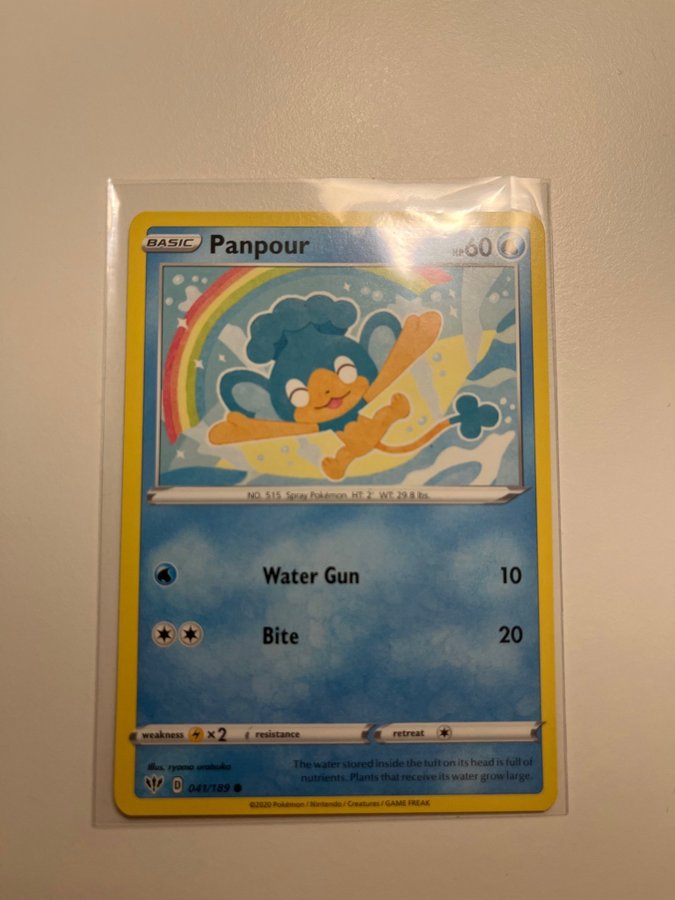 BASIC Panpour HP 60
NO. 515 Spray Pokémon HT: 2' WT: 29.8 lbs.
Water Gun 10
Bite 20
weakness ×2 resistance retreat
Illus. ryoma uratsuka
The water stored inside the tuft on its head is full of
nutrients. Plants that receive its water grow large.
D 041/189
©2020 Pokémon / Nintendo / Creatures / GAME FREAK